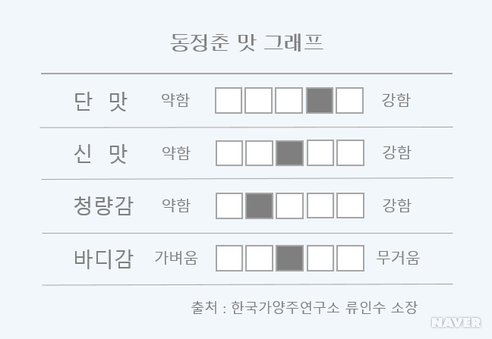 동정춘 맛 그래프
단 맛 약함 강함
신 맛 약함 강함
청량감 약함 강함
바디감 가벼움 무거움
출처 : 한국가양주연구소 류인수 소장
NAVER